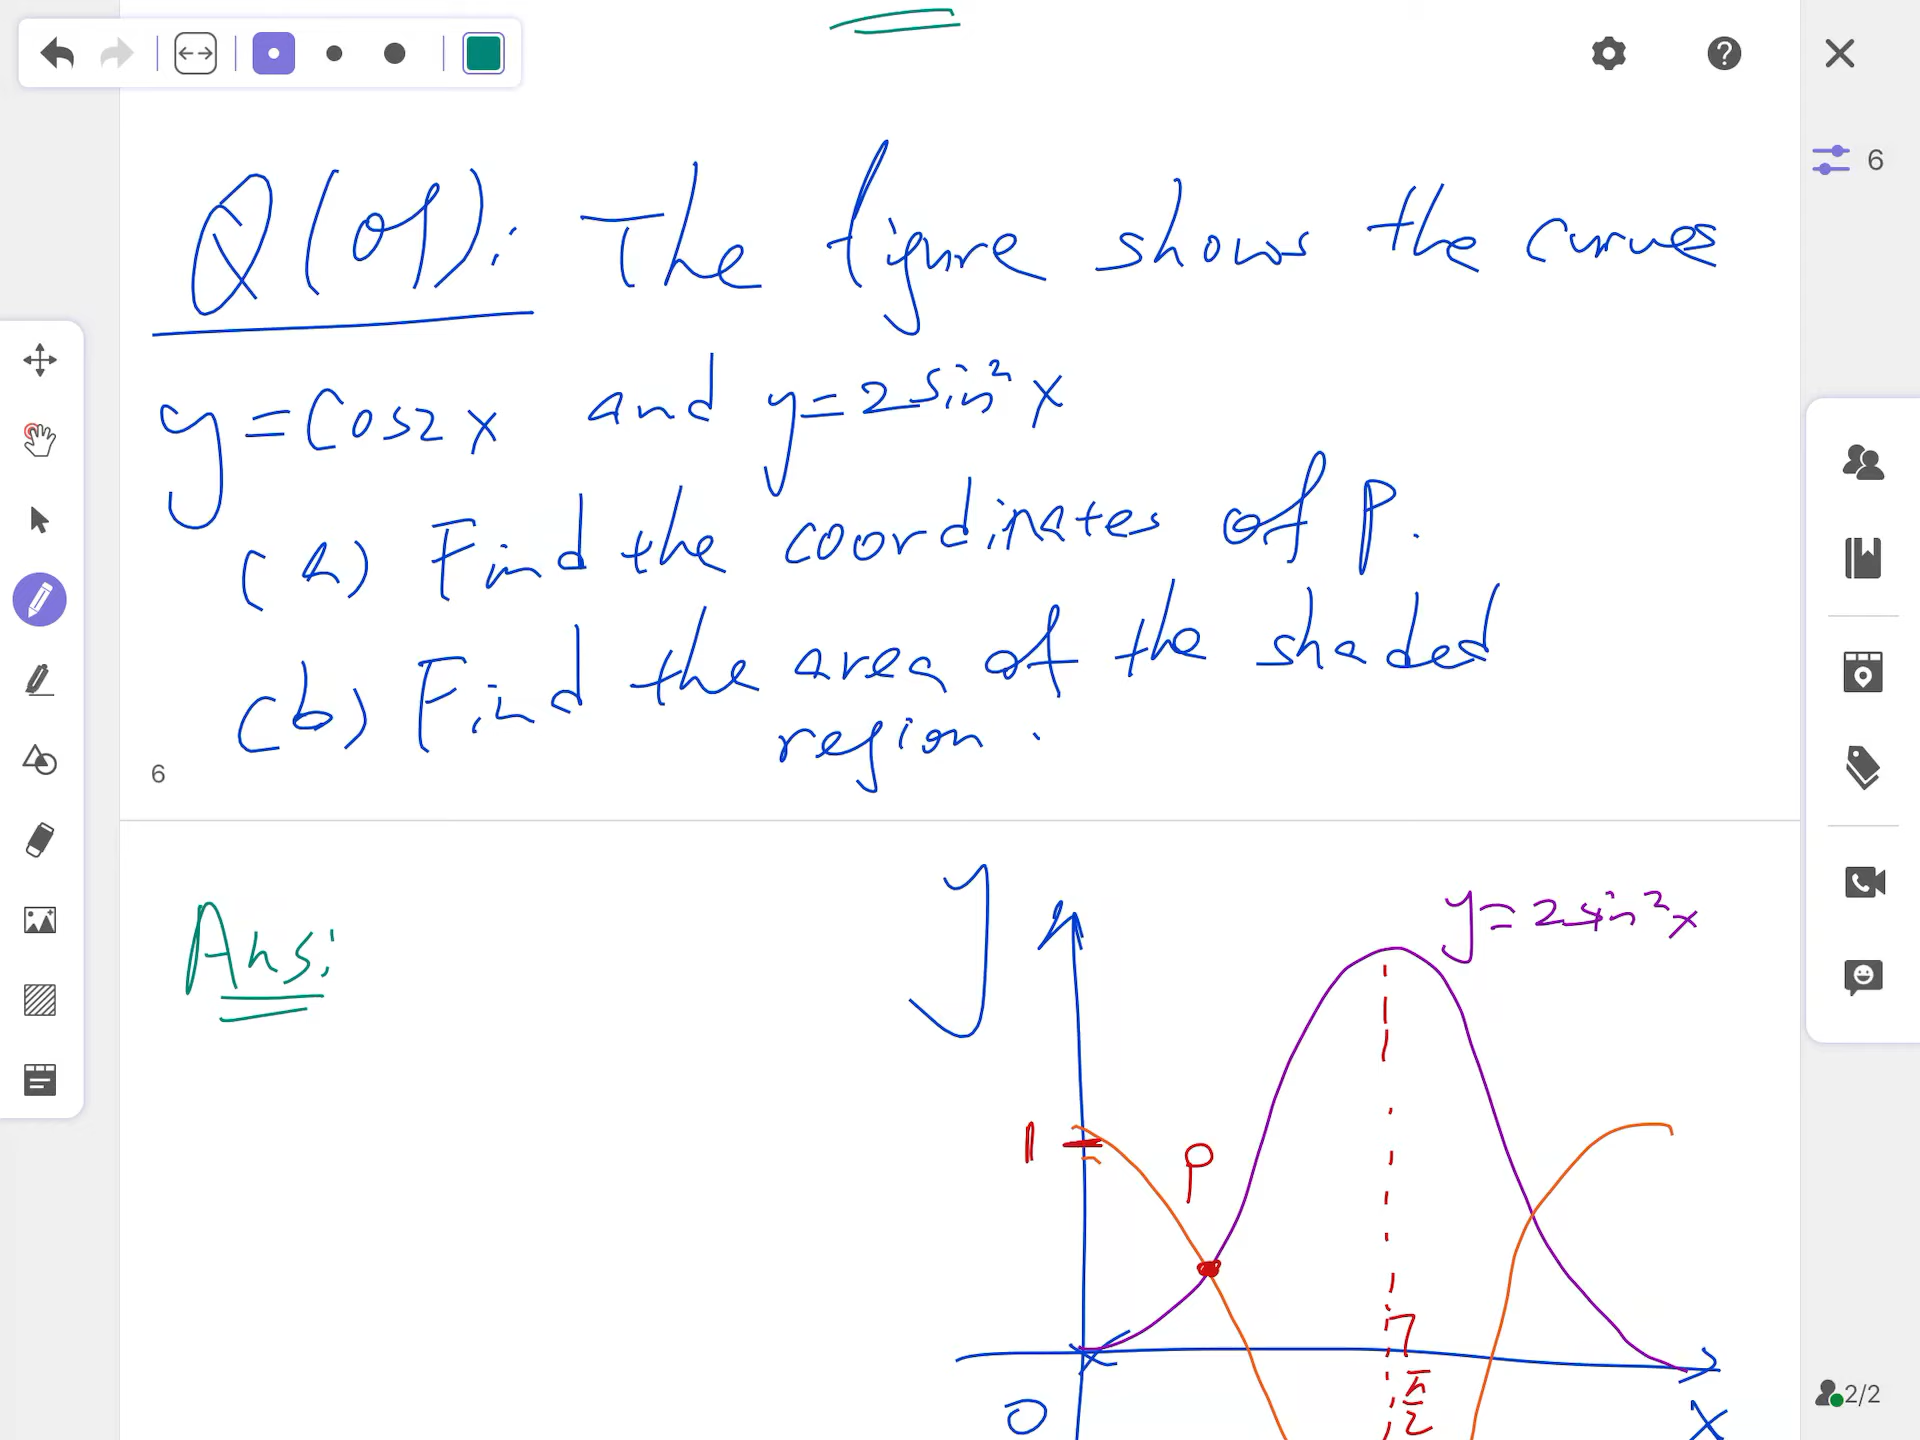 Q(01): The figure shows the curves
y = Cos2x and y = 2 sin² x
(a) Find the coordinates of P.
(b) Find the area of the shaded
region.
6
Ans:
y
y = 2 sin² x
1
P
π/2
O
x
6
2/2